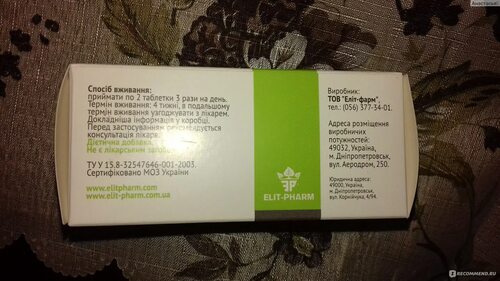 Анастасья
Спосіб вживання:
приймати по 2 таблетки 3 рази на день.
Термін вживання: 4 тижні, в подальшому
термін вживання узгоджувати з лікарем.
Докладніша інформація у коробці.
Перед застосуванням рекомендується
консультація лікаря.
Дієтична добавка.
Не є лікарським засобом
ТУ У 15.8-32547646-001-2003.
Сертифіковано МОЗ України
www.elitpharm.com
www.elit-pharm.com.ua
ELIT-PHARM
Виробник:
ТОВ "Еліт-фарм".
тел.: (056) 377-34-01.
Адреса розміщення
виробничих
потужностей:
49032, Україна,
м. Дніпропетровськ,
вул. Аеродром, 250.
Юридична адреса:
49000, Україна,
м. Дніпропетровськ,
вул. Корнійчука, 4/94.
IRECOMMEND.RU